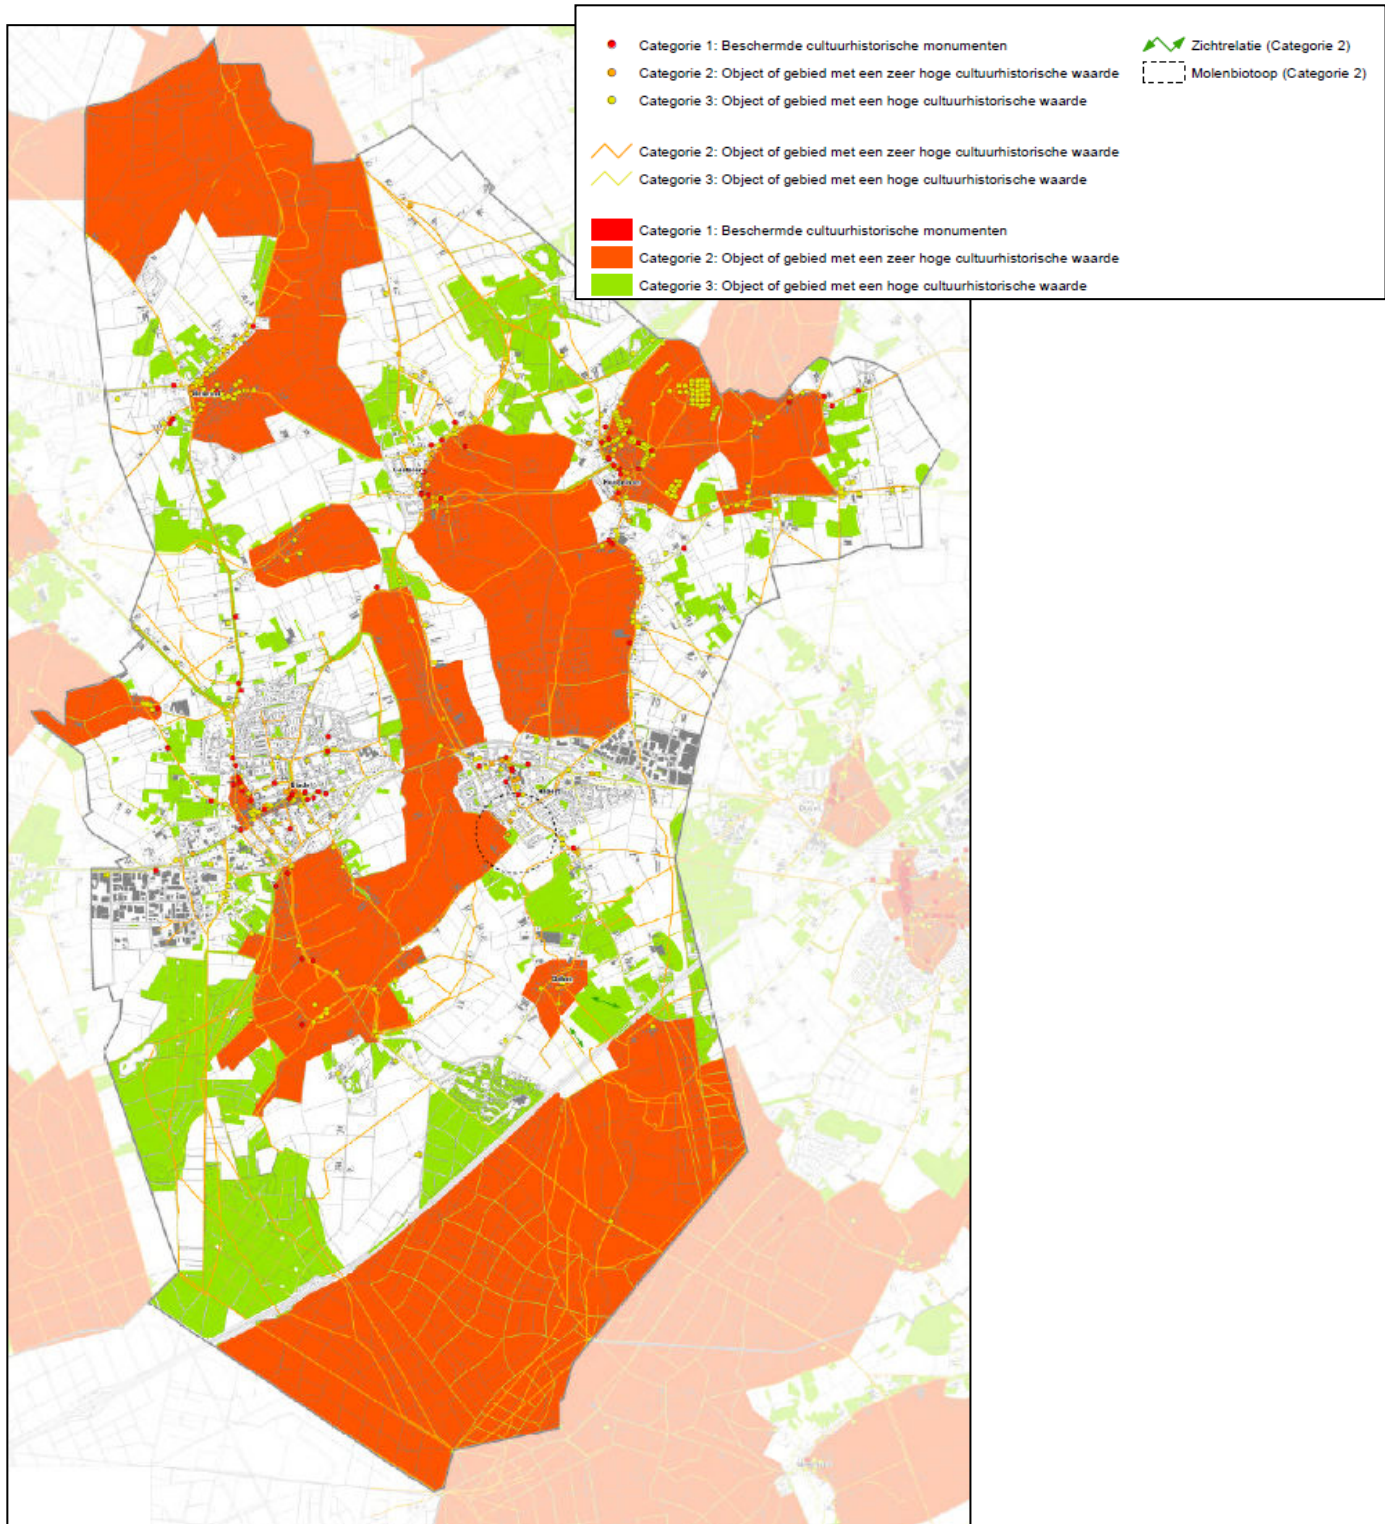 Categorie 1: Beschermde cultuurhistorische monumenten
Categorie 2: Object of gebied met een zeer hoge cultuurhistorische waarde
Categorie 3: Object of gebied met een hoge cultuurhistorische waarde
Zichtrelatie (Categorie 2)
Molenbiotoop (Categorie 2)
Categorie 2: Object of gebied met een zeer hoge cultuurhistorische waarde
Categorie 3: Object of gebied met een hoge cultuurhistorische waarde
Categorie 1: Beschermde cultuurhistorische monumenten
Categorie 2: Object of gebied met een zeer hoge cultuurhistorische waarde
Categorie 3: Object of gebied met een hoge cultuurhistorische waarde